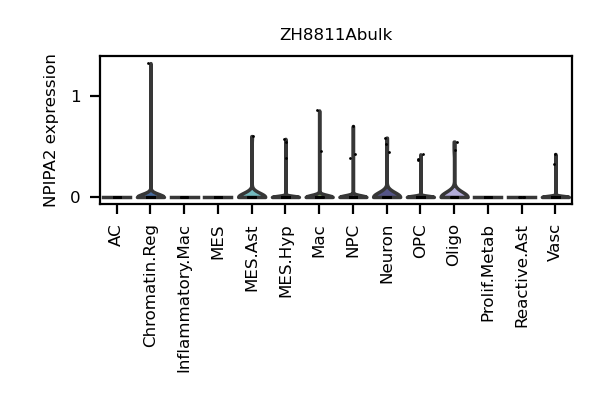 ZH8811Abulk
NPIPA2 expression
1
0
AC
Chromatin.Reg
Inflammatory.Mac
MES
MES.Ast
MES.Hyp
Mac
NPC
Neuron
OPC
Oligo
Prolif.Metab
Reactive.Ast
Vasc